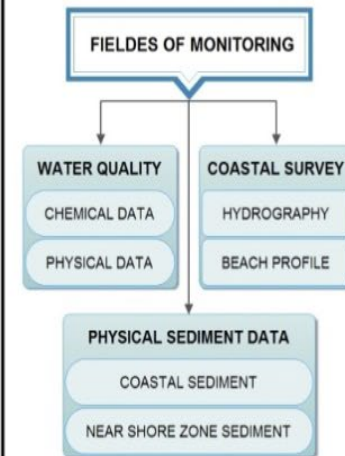 FIELDES OF MONITORING
WATER QUALITY
CHEMICAL DATA
PHYSICAL DATA
COASTAL SURVEY
HYDROGRAPHY
BEACH PROFILE
PHYSICAL SEDIMENT DATA
COASTAL SEDIMENT
NEAR SHORE ZONE SEDIMENT